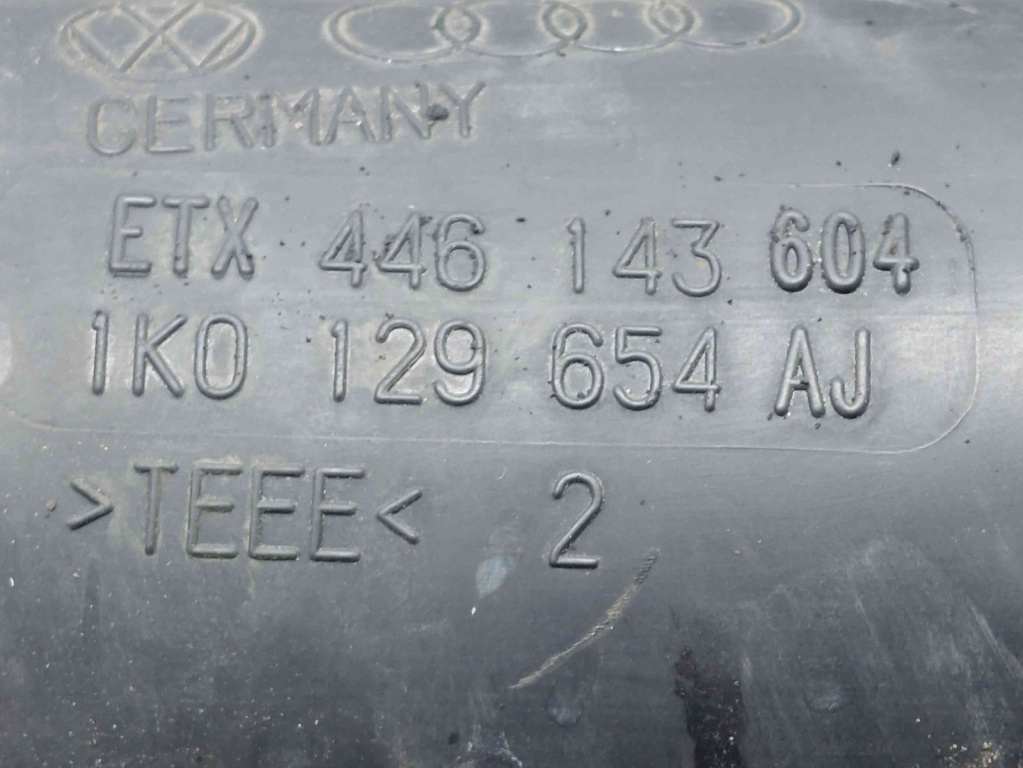 GERMANY
ETX 446 143 604
1K0 129 654 AJ
>TEEE< 2